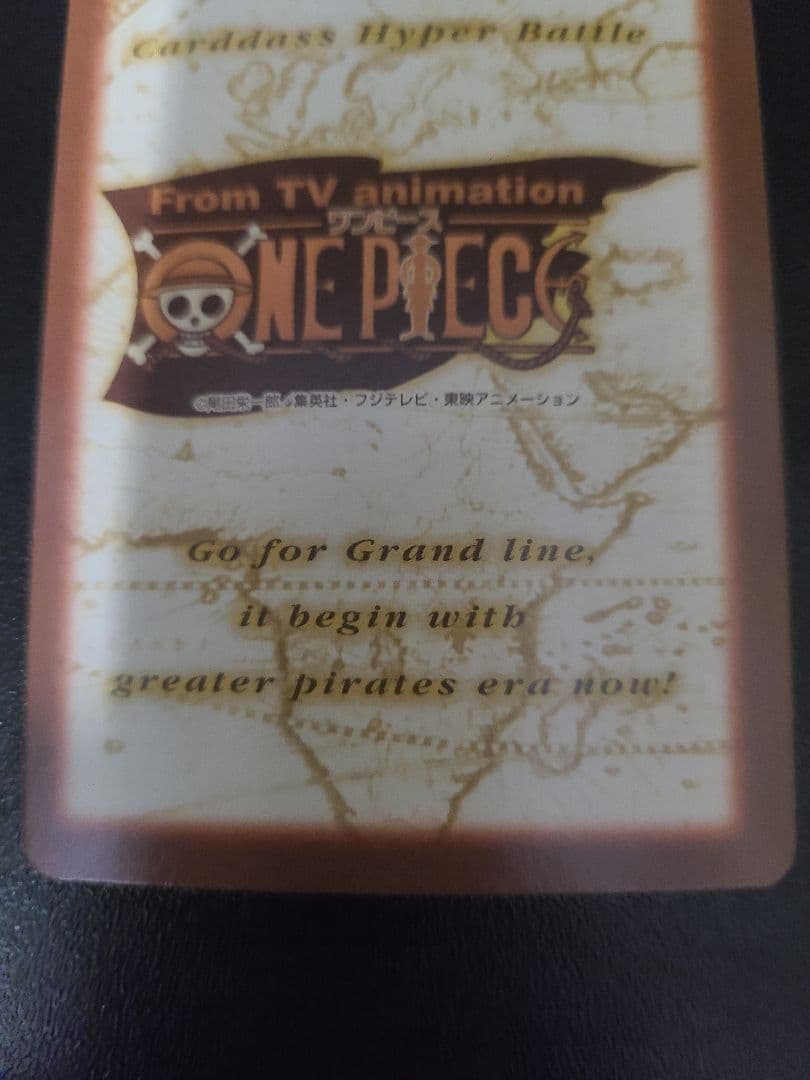 Carddass Hyper Battle
From TV animation
ワンピース
ONE PIECE
©尾田栄一郎/集英社・フジテレビ・東映アニメーション
Go for Grand line,
it begin with
greater pirates era now!